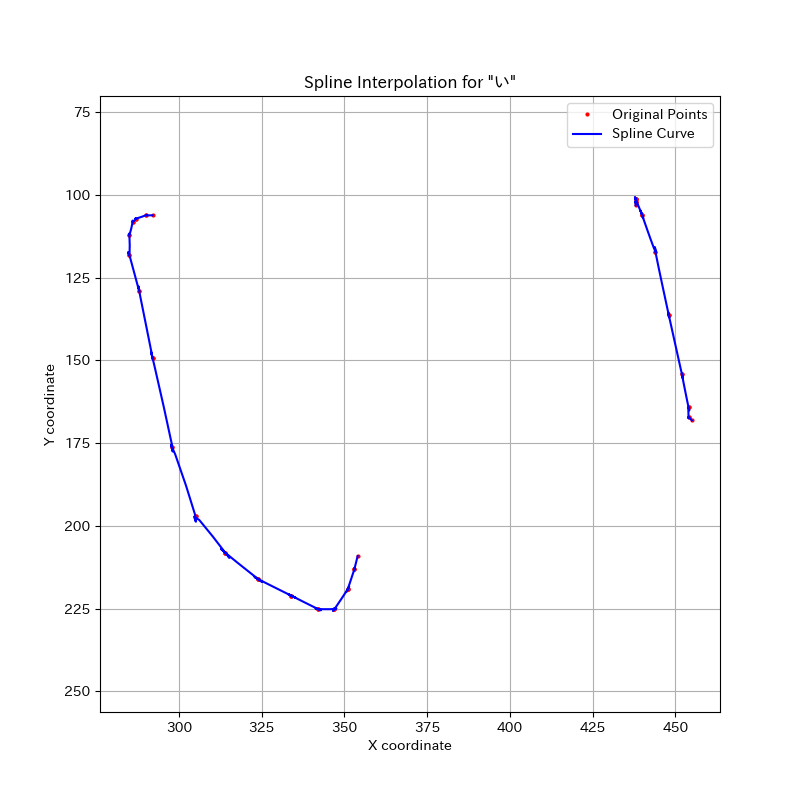 Spline Interpolation for "い"
Original Points
Spline Curve
75
100
125
150
175
200
225
250
Y coordinate
300 325 350 375 400 425 450
X coordinate